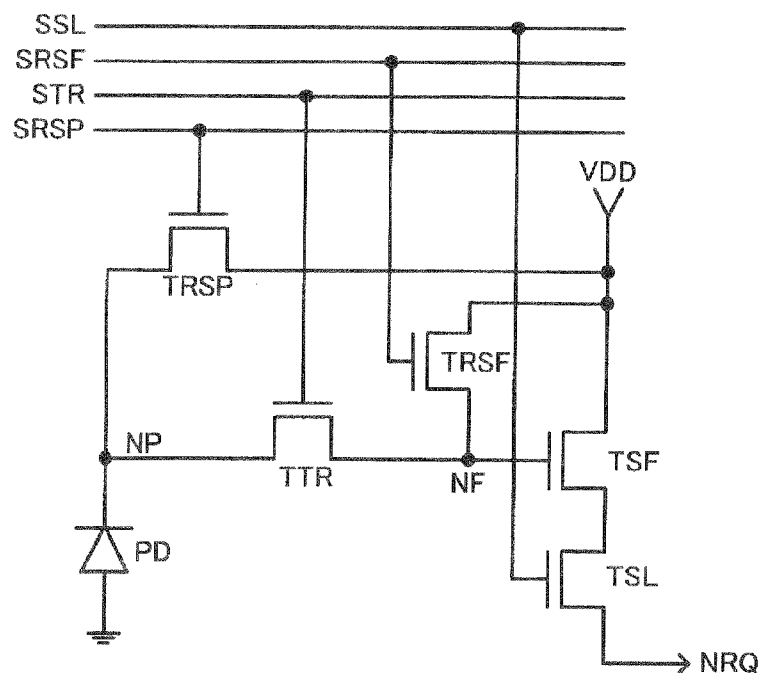 SSL
SRSF
STR
SRSP
VDD
TRSP
TRSF
NP
TTR
NF
TSF
PD
TSL
NRQ